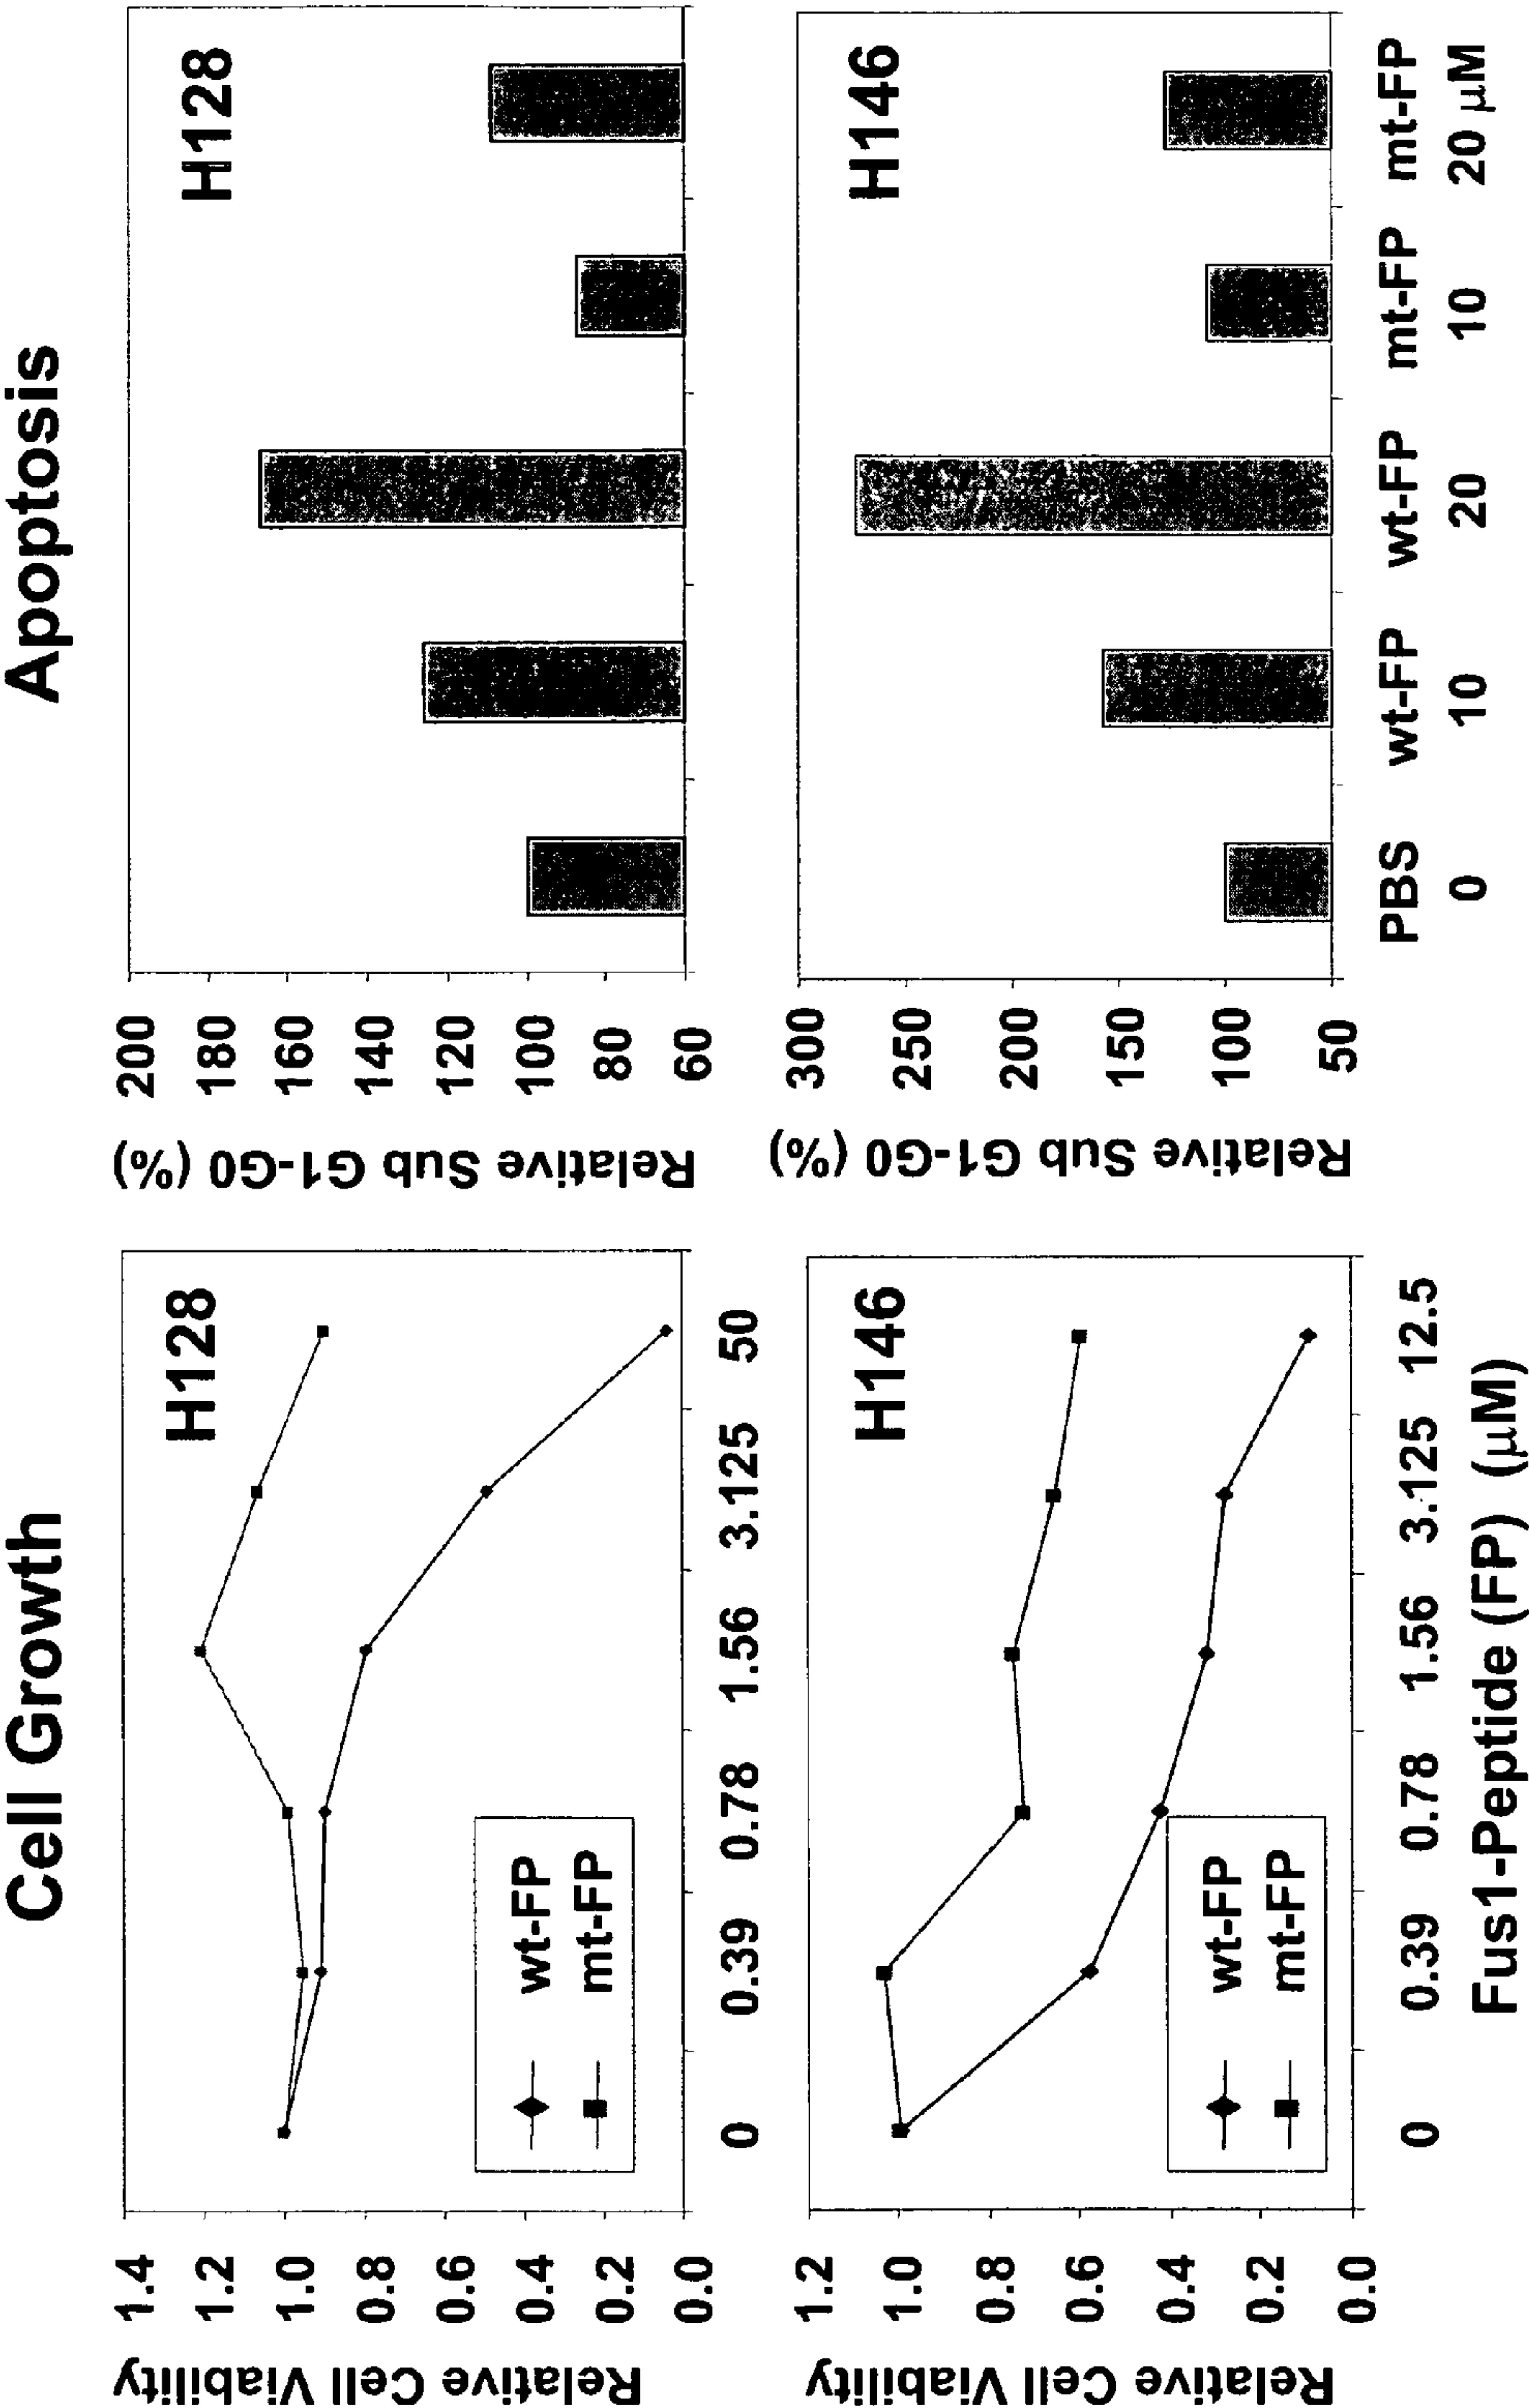 Cell Growth
H128
Relative Cell Viability
1.4
1.2
1.0
0.8
0.6
0.4
0.2
0.0
wt-FP
mt-FP
0 0.39 0.78 1.56 3.125 50
H146
Relative Cell Viability
1.2
1.0
0.8
0.6
0.4
0.2
0.0
wt-FP
mt-FP
0 0.39 0.78 1.56 3.125 12.5
Fus1-Peptide (FP) (μM)
Apoptosis
H128
Relative Sub G1-G0 (%)
200
180
160
140
120
100
80
60
H146
Relative Sub G1-G0 (%)
300
250
200
150
100
50
PBS wt-FP wt-FP mt-FP mt-FP
0 10 20 10 20 μM